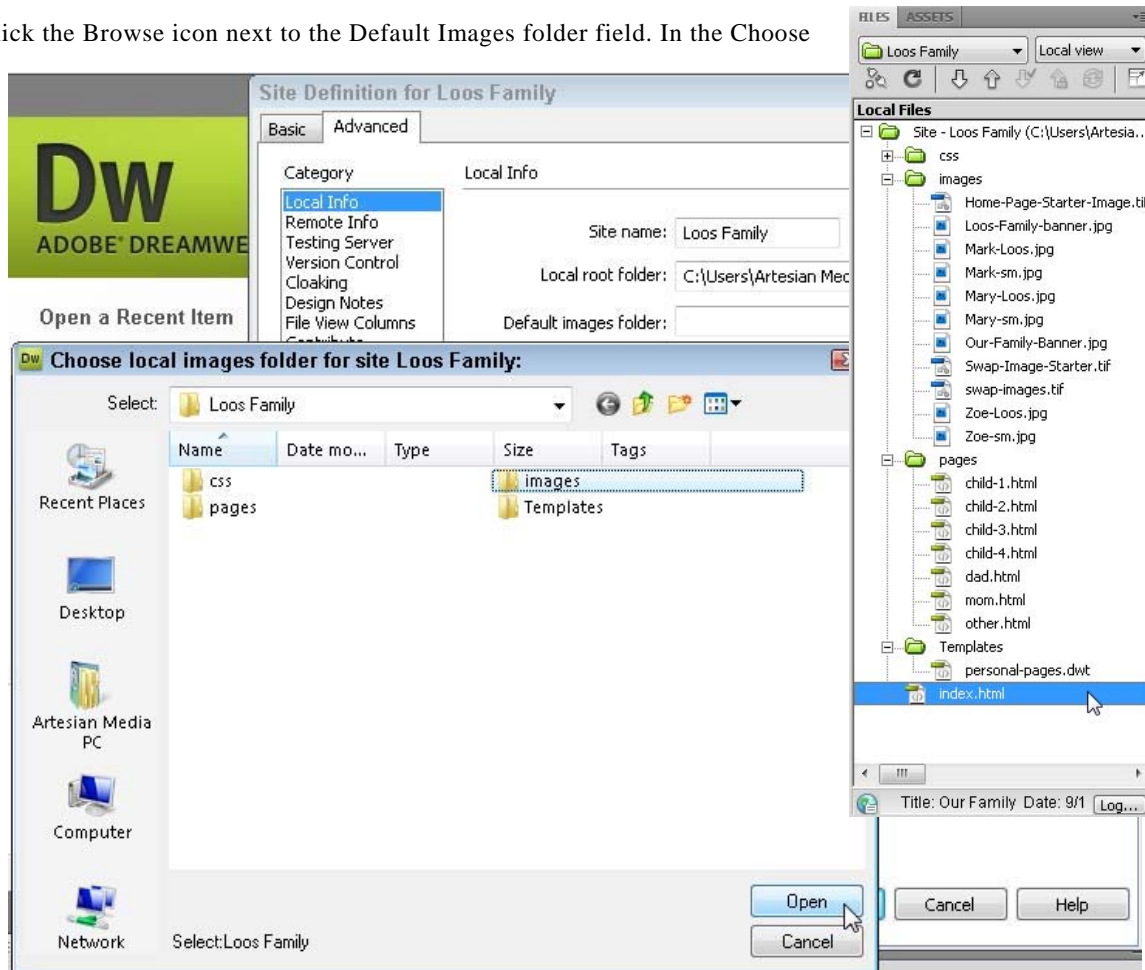 ick the Browse icon next to the Default Images folder field. In the Choose
Site Definition for Loos Family
Basic Advanced
Dw
ADOBE® DREAMWE
Open a Recent Item
Category
Local Info
Remote Info
Testing Server
Version Control
Cloaking
Design Notes
File View Columns
Local Info
Site name: Loos Family
Local root folder: C:\Users\Artesian Med
Default images folder:
Dw Choose local images folder for site Loos Family:
Select: Loos Family
Name Date mo... Type Size Tags
css images
pages Templates
Recent Places
Desktop
Artesian Media
PC
Computer
Network
Select:Loos Family
Open
Cancel
Cancel Help
FILES ASSETS
Loos Family Local view
Local Files
Site - Loos Family (C:\Users\Artesia..
css
images
Home-Page-Starter-Image.tif
Loos-Family-banner.jpg
Mark-Loos.jpg
Mark-sm.jpg
Mary-Loos.jpg
Mary-sm.jpg
Our-Family-Banner.jpg
Swap-Image-Starter.tif
swap-images.tif
Zoe-Loos.jpg
Zoe-sm.jpg
pages
child-1.html
child-2.html
child-3.html
child-4.html
dad.html
mom.html
other.html
Templates
personal-pages.dwt
index.html
Title: Our Family Date: 9/1 Log...